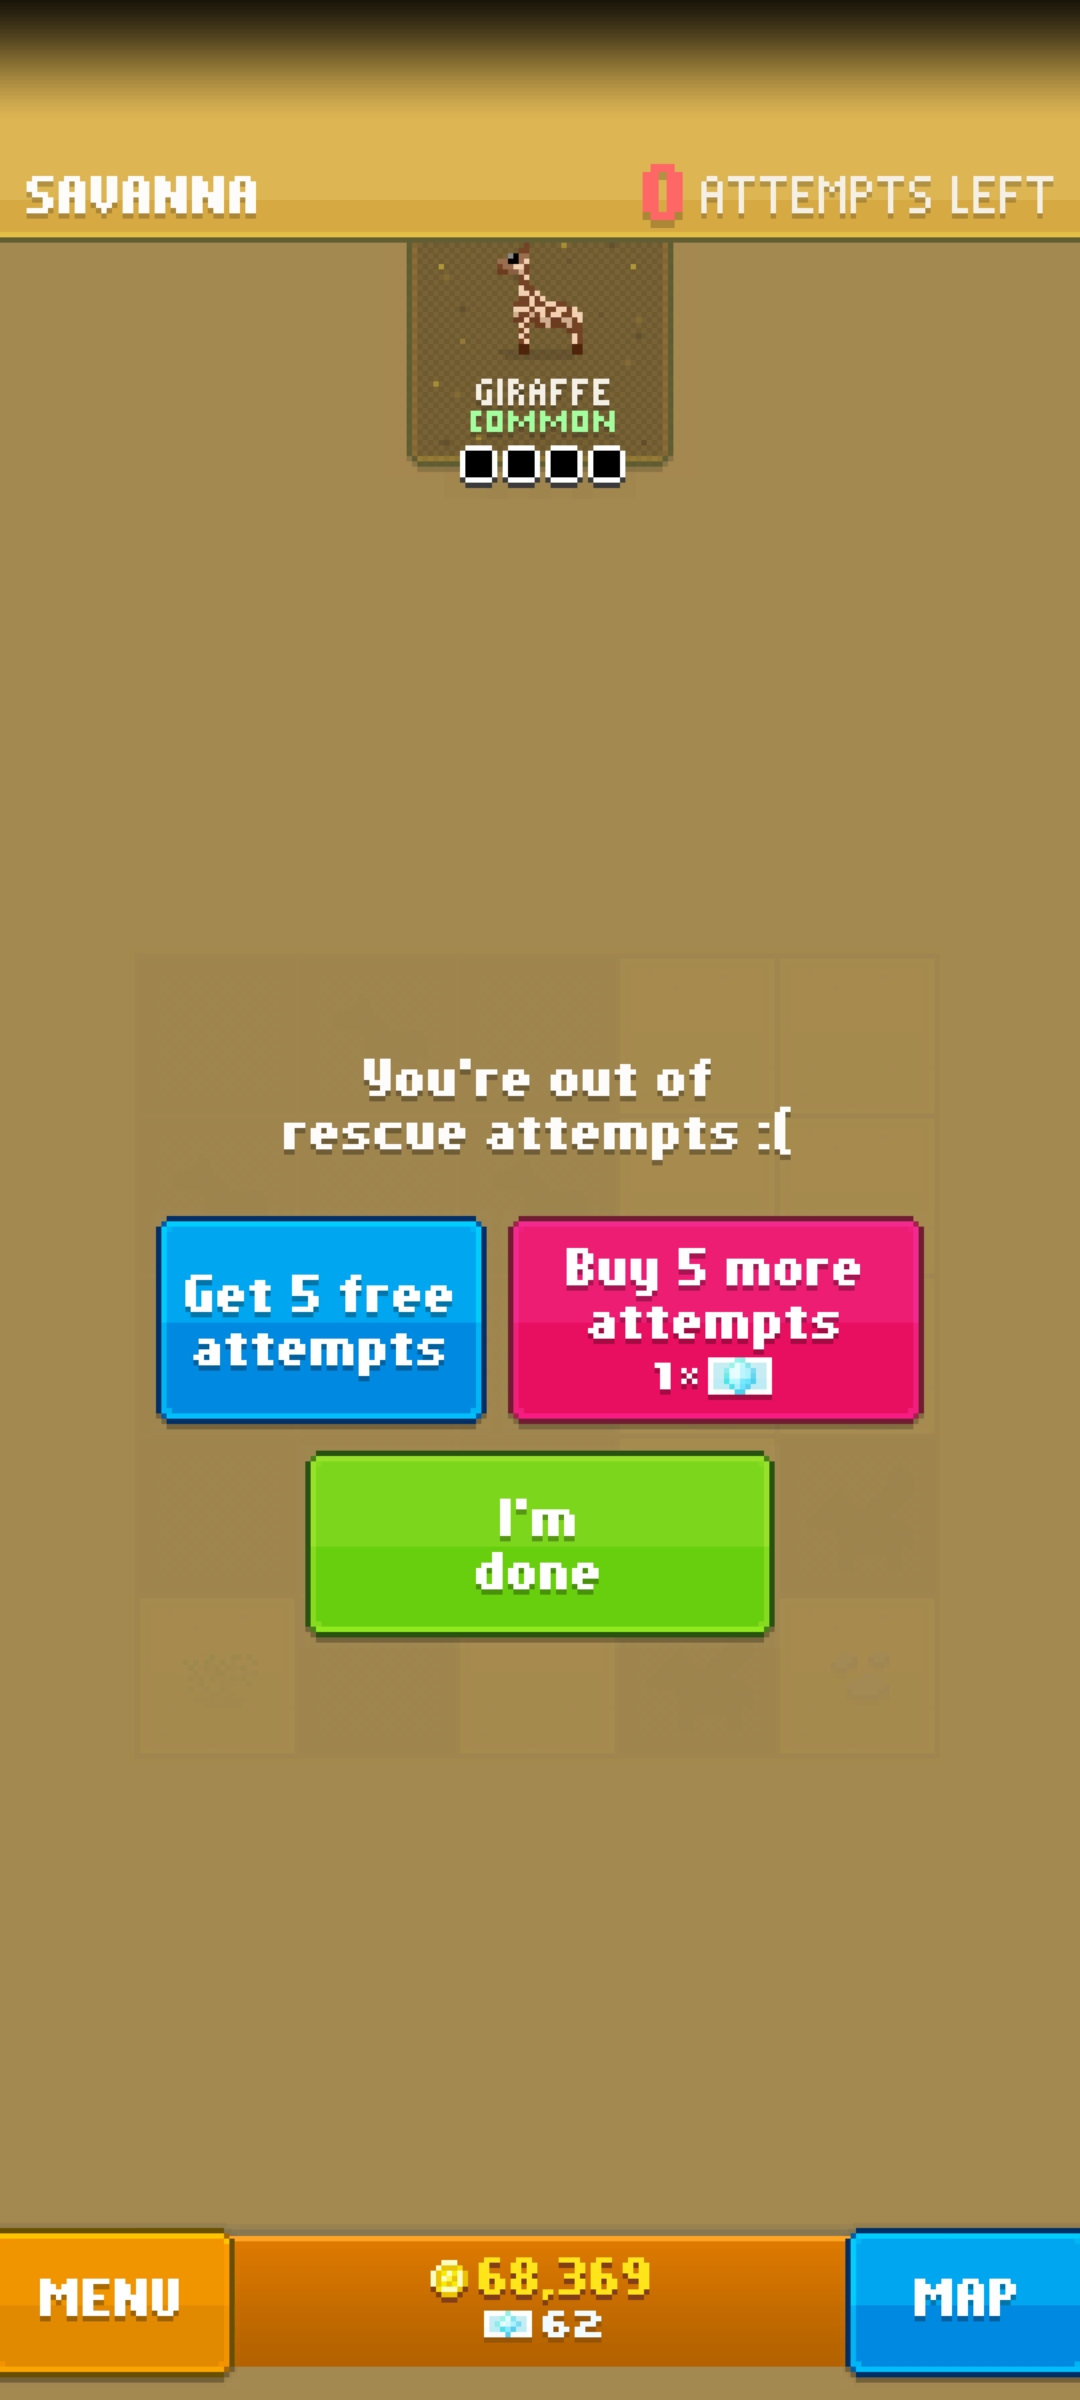 SAVANNA
0 ATTEMPTS LEFT
GIRAFFE
COMMON
You're out of
rescue attempts :(
Get 5 free
attempts
Buy 5 more
attempts
1×
I'm
done
MENU
68,369
62
MAP